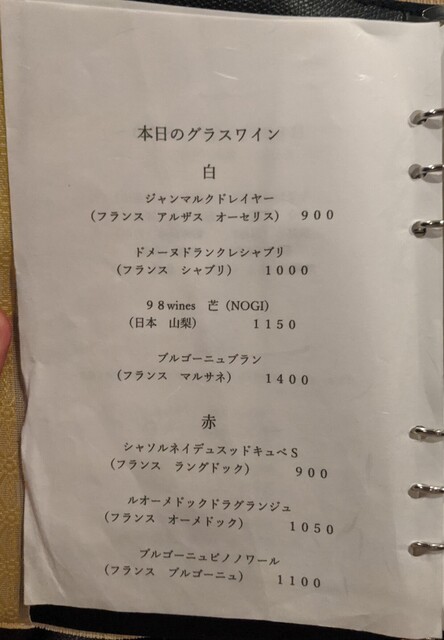 本日のグラスワイン
白
ジャンマルクドレイヤー
（フランス　アルザス　オーセリス） 900
ドメーヌドランクレシャブリ
（フランス　シャブリ） 1000
98wines　芒（NOGI）
（日本　山梨） 1150
ブルゴーニュブラン
（フランス　マルサネ） 1400
赤
シャソルネイデュスッドキュベS
（フランス　ラングドック） 900
ルオーメドックドラグランジュ
（フランス　オーメドック） 1050
ブルゴーニュピノノワール
（フランス　ブルゴーニュ） 1100